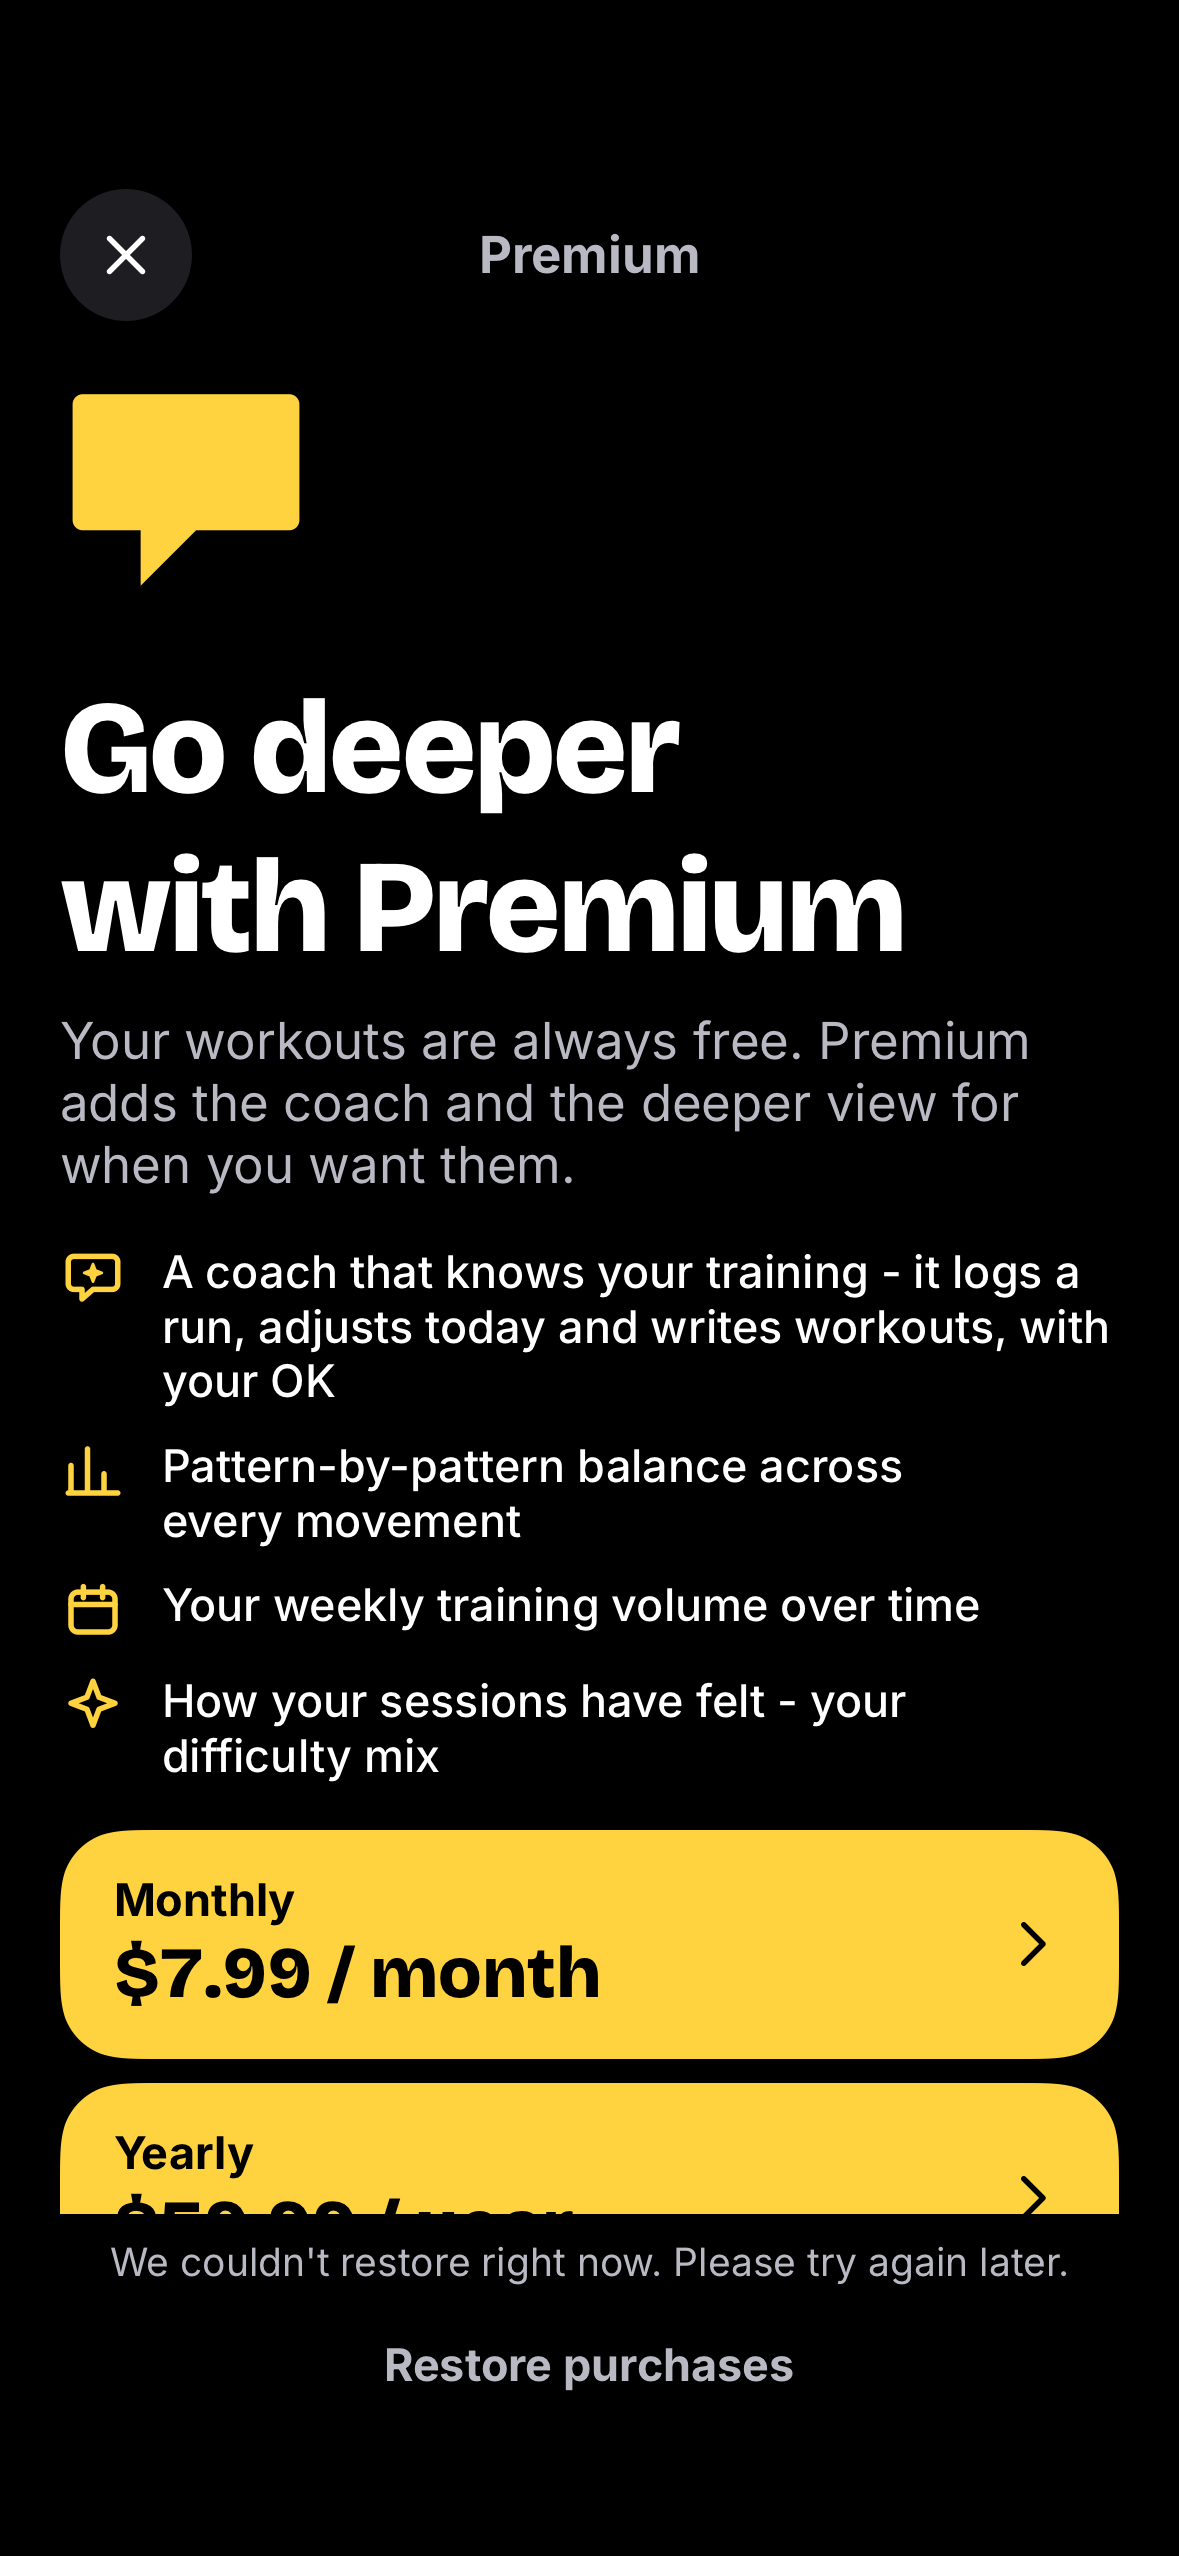 Premium
Go deeper
with Premium
Your workouts are always free. Premium
adds the coach and the deeper view for
when you want them.
A coach that knows your training - it logs a
run, adjusts today and writes workouts, with
your OK
Pattern-by-pattern balance across
every movement
Your weekly training volume over time
How your sessions have felt - your
difficulty mix
Monthly
$7.99 / month
Yearly
/ year
We couldn't restore right now. Please try again later.
Restore purchases